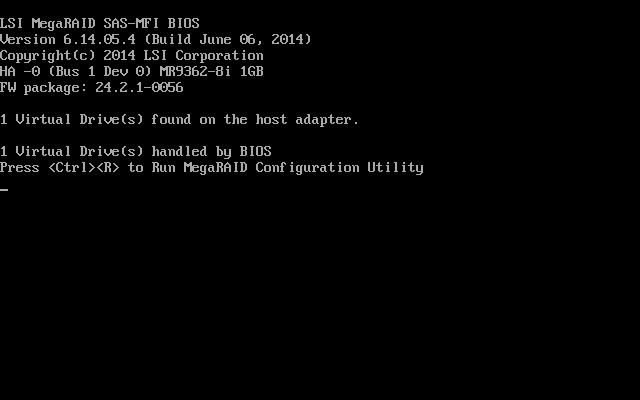 LSI MegaRAID SAS-MFI BIOS
Version 6.14.05.4 (Build June 06, 2014)
Copyright(c) 2014 LSI Corporation
HA -0 (Bus 1 Dev 0) MR9362-8i 1GB
FW package: 24.2.1-0056
1 Virtual Drive(s) found on the host adapter.
1 Virtual Drive(s) handled by BIOS
Press <Ctrl><R> to Run MegaRAID Configuration Utility